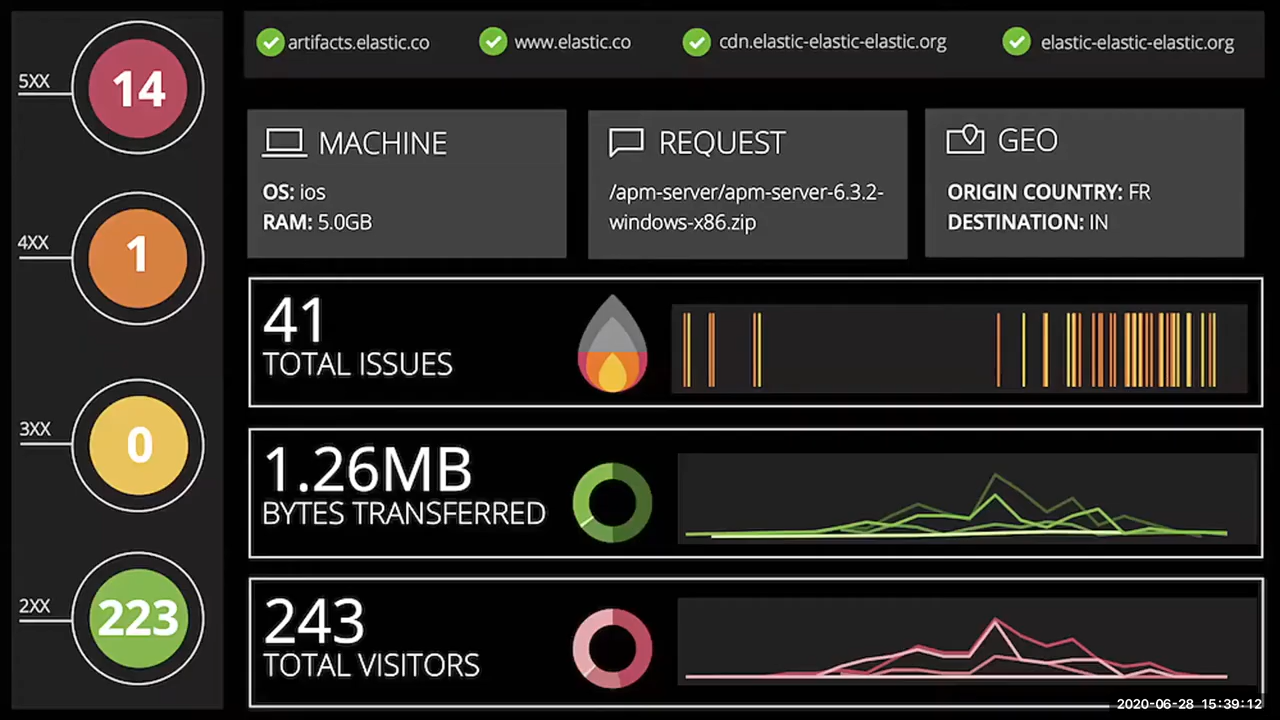 5XX
14
4XX
1
3XX
0
2XX
223
artifacts.elastic.co
www.elastic.co
cdn.elastic-elastic-elastic.org
elastic-elastic-elastic.org
MACHINE
OS: ios
RAM: 5.0GB
REQUEST
/apm-server/apm-server-6.3.2-
windows-x86.zip
GEO
ORIGIN COUNTRY: FR
DESTINATION: IN
41
TOTAL ISSUES
1.26MB
BYTES TRANSFERRED
243
TOTAL VISITORS
2020-06-28 15:39:12